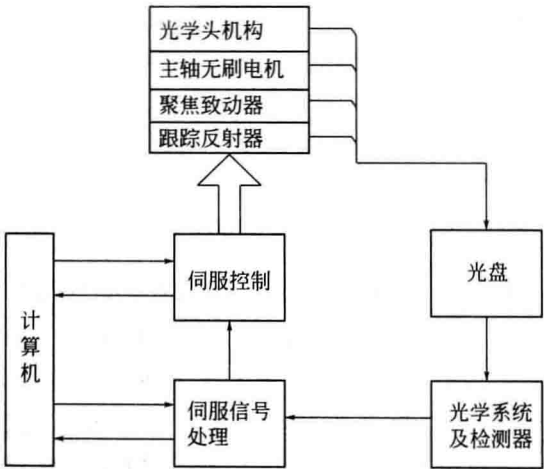 光学头机构
主轴无刷电机
聚焦致动器
跟踪反射器
伺服控制
光盘
计
算
机
伺服信号
处理
光学系统
及检测器